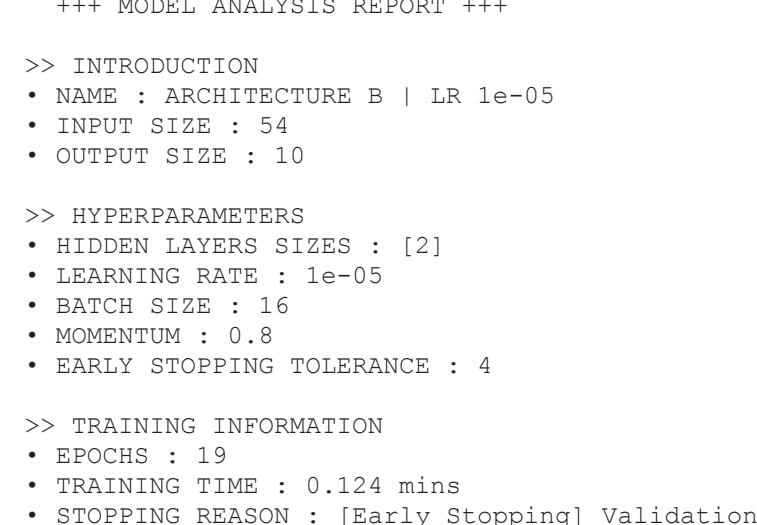 +++ MODEL ANALYSIS REPORT +++
>> INTRODUCTION
• NAME : ARCHITECTURE B | LR 1e-05
• INPUT SIZE : 54
• OUTPUT SIZE : 10
>> HYPERPARAMETERS
• HIDDEN LAYERS SIZES : [2]
• LEARNING RATE : 1e-05
• BATCH SIZE : 16
• MOMENTUM : 0.8
• EARLY STOPPING TOLERANCE : 4
>> TRAINING INFORMATION
• EPOCHS : 19
• TRAINING TIME : 0.124 mins
• STOPPING REASON : [Early Stopping] Validation